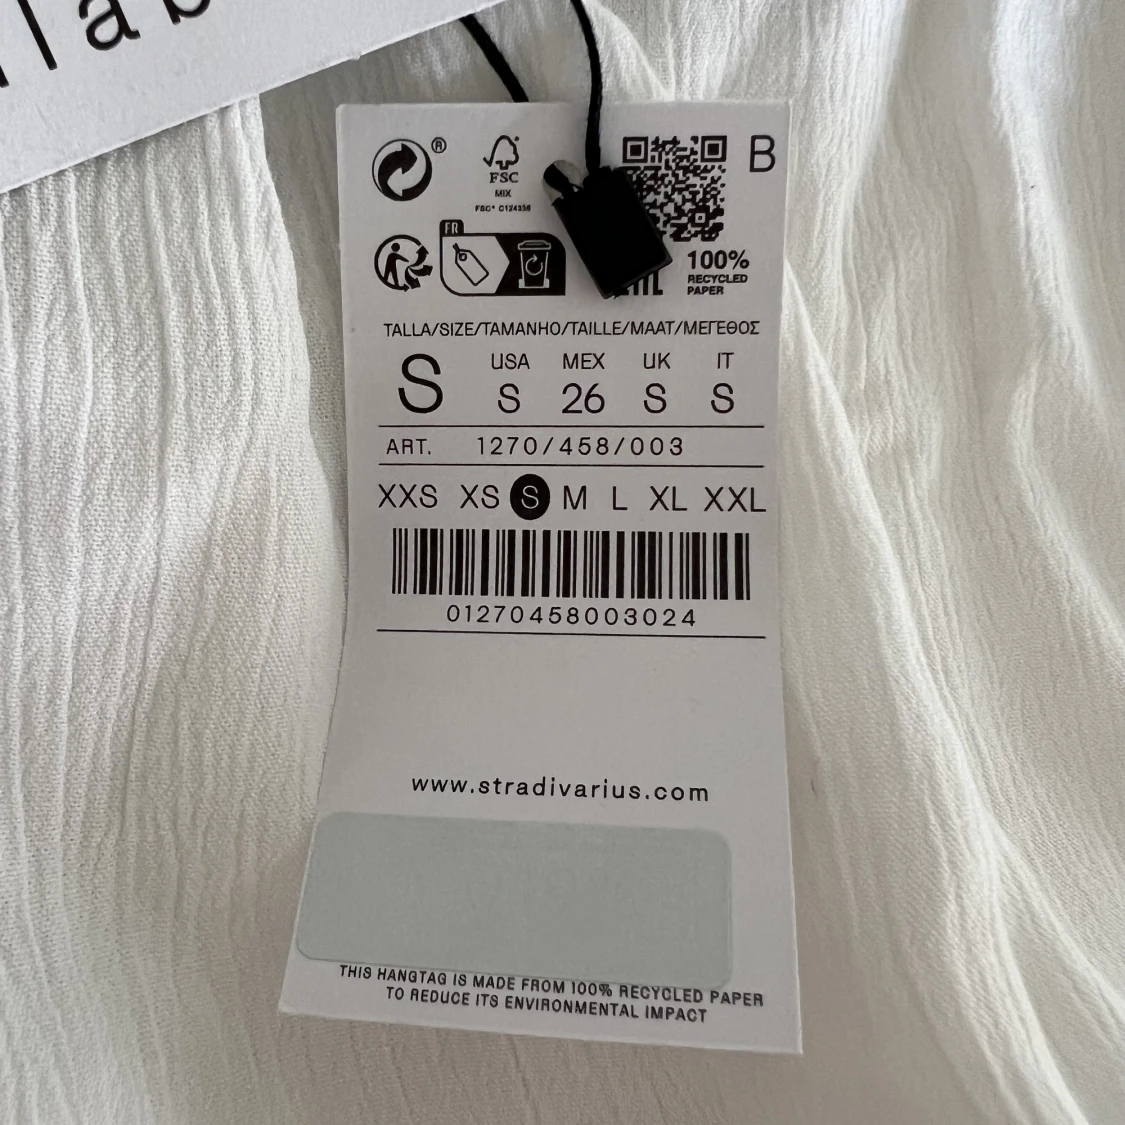 lab
®
B
FSC
MIX
FSC® C124336
FR
100%
RECYCLED
PAPER
TALLA/SIZE/TAMANHO/TAILLE/MAAT/ΜΕΓΕΘΟΣ
S
USA MEX UK IT
S 26 S S
ART. 1270/458/003
XXS XS S M L XL XXL
01270458003024
www.stradivarius.com
THIS HANGTAG IS MADE FROM 100% RECYCLED PAPER
TO REDUCE ITS ENVIRONMENTAL IMPACT